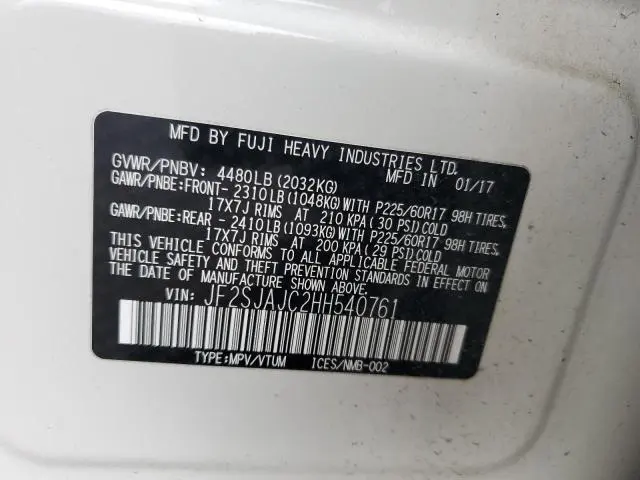 MFD BY FUJI HEAVY INDUSTRIES LTD.
GVWR/PNBV: 4480LB(2032KG) MFD IN 01/17
GAWR/PNBE:FRONT- 2310LB(1048KG)WITH P225/60R17 98H TIRES,
17X7J RIMS AT 210 KPA(30 PSI)COLD
GAWR/PNBE:REAR - 2410LB(1093KG)WITH P225/60R17 98H TIRES,
17X7J RIMS AT 200 KPA(29 PSI)COLD
THIS VEHICLE CONFORMS TO ALL APPLICABLE FEDERAL MOTOR
VEHICLE SAFETY AND THEFT PREVENTION STANDARDS IN EFFECT ON
THE DATE OF MANUFACTURE SHOWN ABOVE.
VIN: JF2SJAJC2HH540761
TYPE:MPV/VTUM ICES/NMB-002